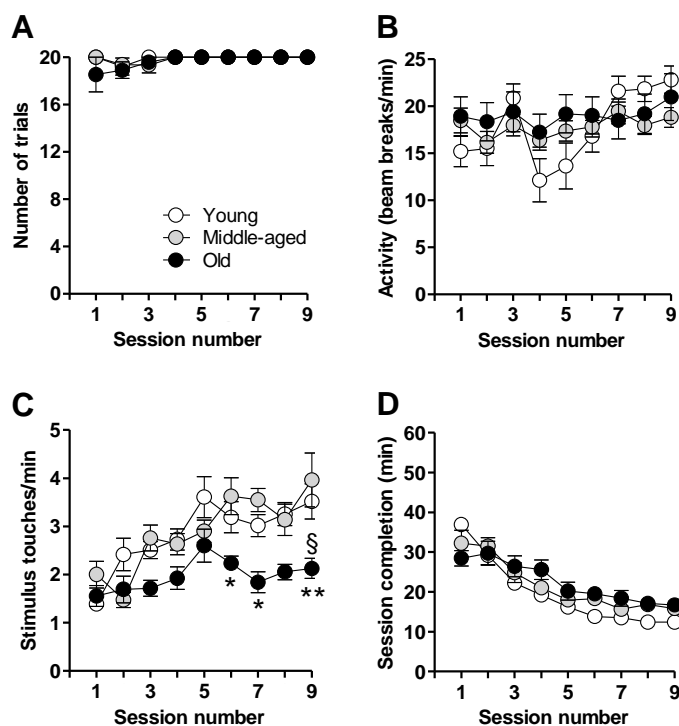 A
Number of trials
20
16
12
8
4
0
Young
Middle-aged
Old
1 3 5 7 9
Session number
B
Activity (beam breaks/min)
25
20
15
10
5
0
1 3 5 7 9
Session number
C
Stimulus touches/min
5
4
3
2
1
0
* * ** §
1 3 5 7 9
Session number
D
Session completion (min)
60
50
40
30
20
10
0
1 3 5 7 9
Session number